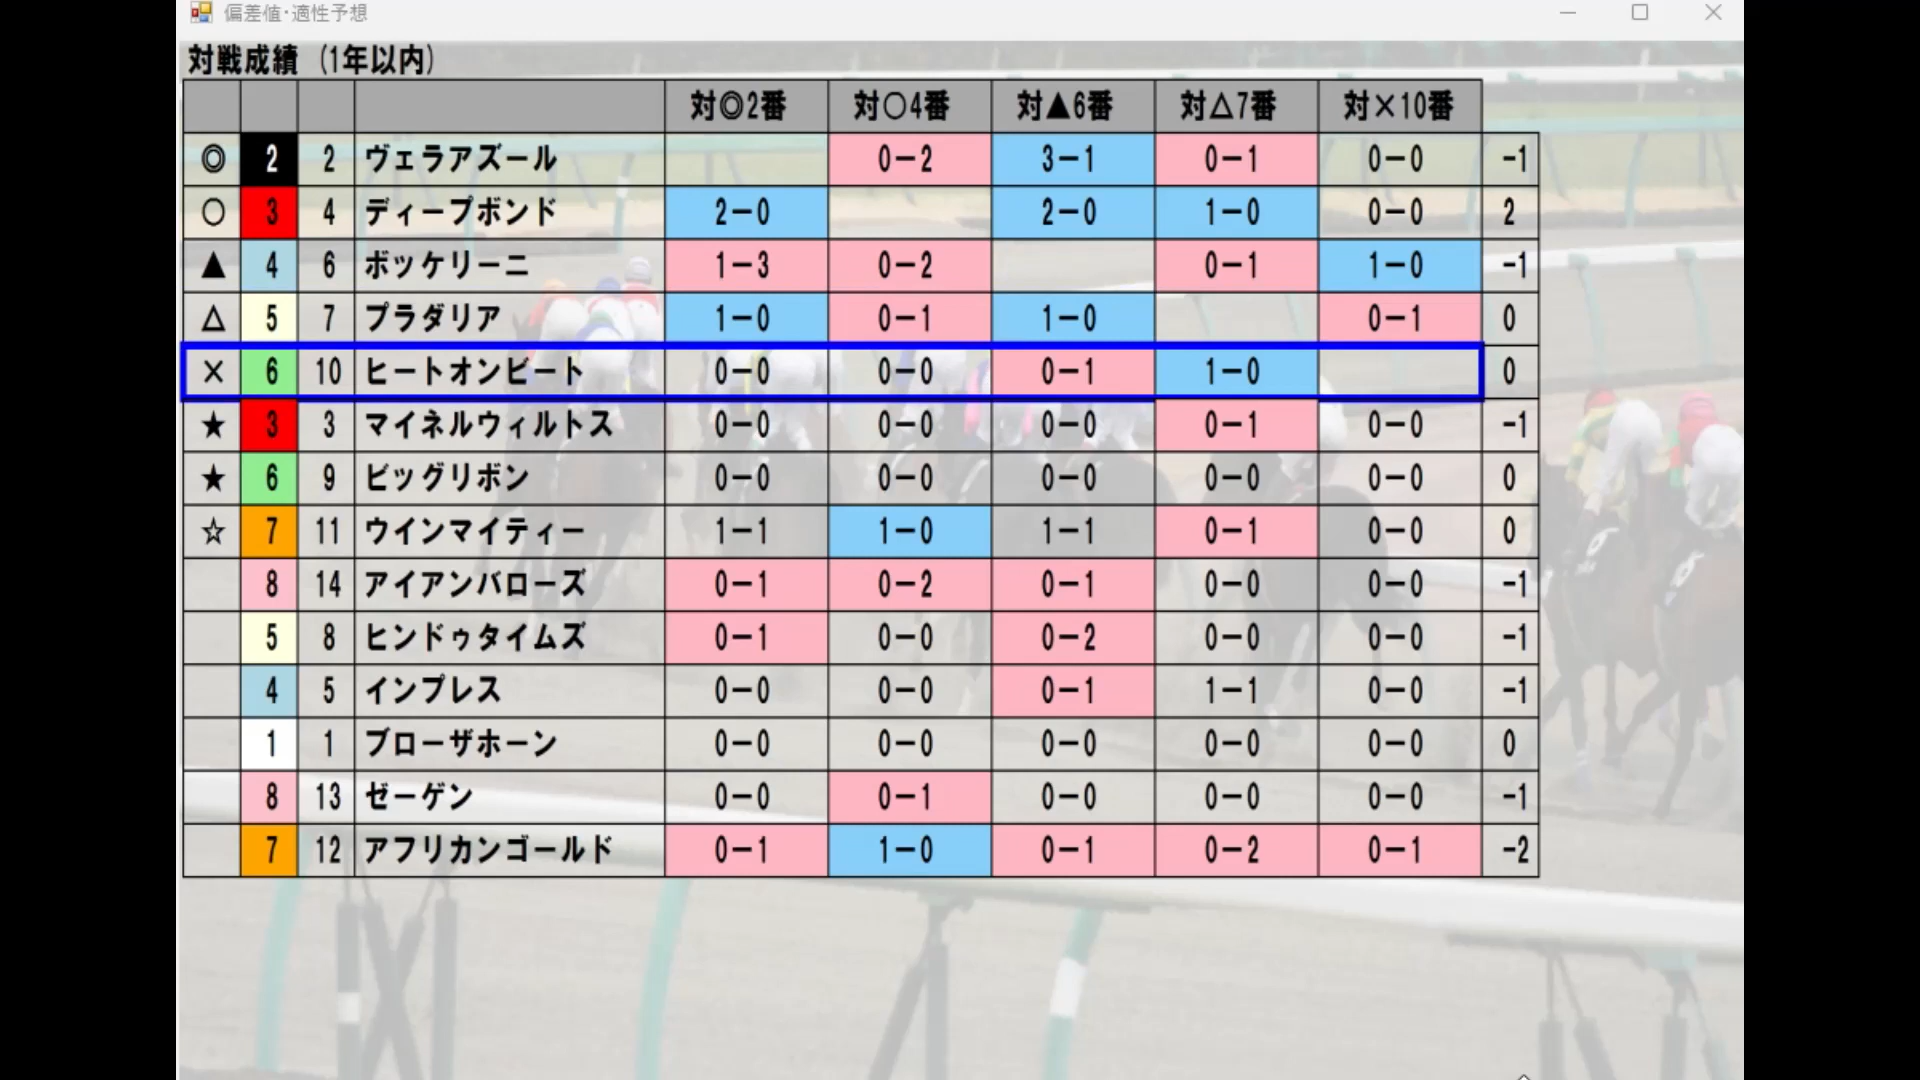 偏差値・適性予想
対戦成績 (1年以内)
対◎2番 対○4番 対▲6番 対△7番 対×10番
◎ 2 2 ヴェラアズール 0-2 3-1 0-1 0-0 -1
○ 3 4 ディープボンド 2-0 2-0 1-0 0-0 2
▲ 4 6 ボッケリーニ 1-3 0-2 0-1 1-0 -1
△ 5 7 プラダリア 1-0 0-1 1-0 0-1 0
× 6 10 ヒートオンビート 0-0 0-0 0-1 1-0 0
★ 3 3 マイネルウィルトス 0-0 0-0 0-0 0-1 0-0 -1
★ 6 9 ビッグリボン 0-0 0-0 0-0 0-0 0-0 0
☆ 7 11 ウインマイティー 1-1 1-0 1-1 0-1 0-0 0
8 14 アイアンバローズ 0-1 0-2 0-1 0-0 0-0 -1
5 8 ヒンドゥタイムズ 0-1 0-0 0-2 0-0 0-0 -1
4 5 インプレス 0-0 0-0 0-1 1-1 0-0 -1
1 1 ブローザホーン 0-0 0-0 0-0 0-0 0-0 0
8 13 ゼーゲン 0-0 0-1 0-0 0-0 0-0 -1
7 12 アフリカンゴールド 0-1 1-0 0-1 0-2 0-1 -2